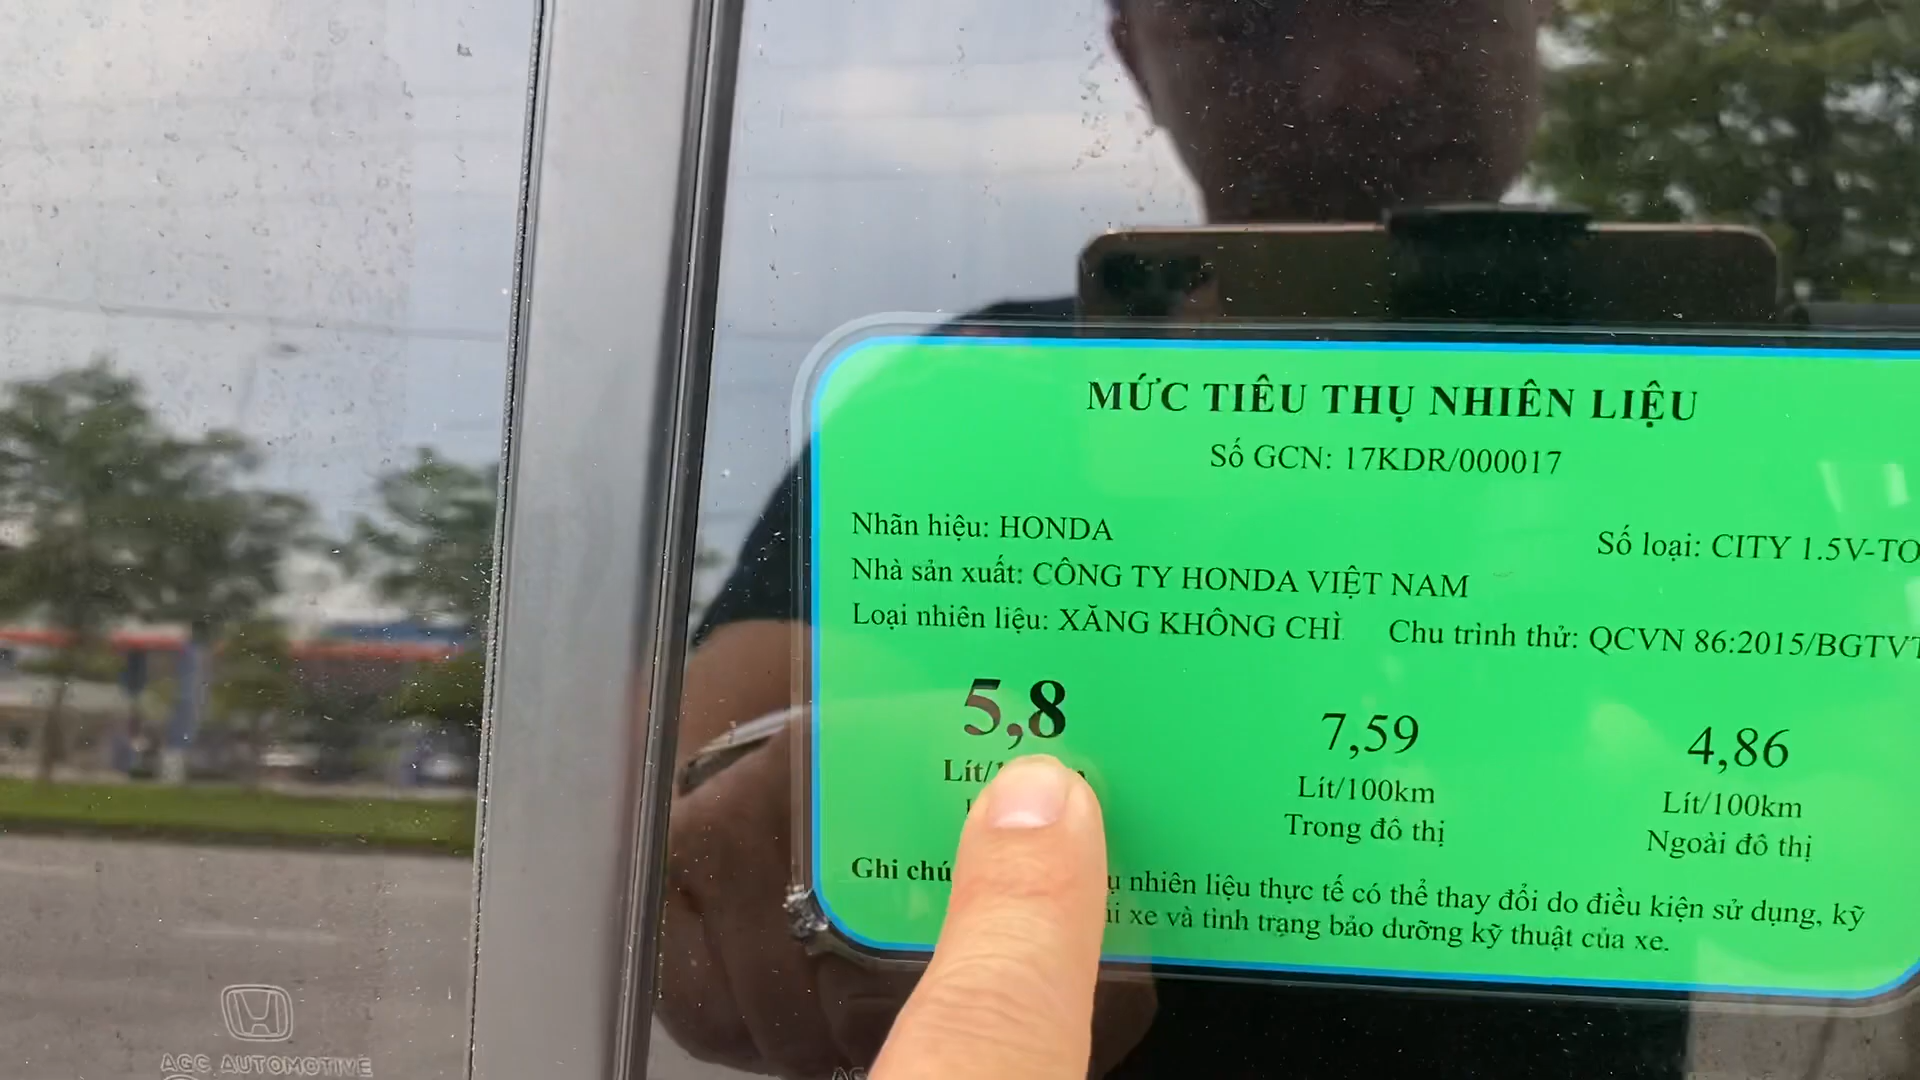 MỨC TIÊU THỤ NHIÊN LIỆU
Số GCN: 17KDR/000017
Nhãn hiệu: HONDA
Số loại: CITY 1.5V-TO
Nhà sản xuất: CÔNG TY HONDA VIỆT NAM
Loại nhiên liệu: XĂNG KHÔNG CHÌ Chu trình thử: QCVN 86:2015/BGTVT
5,8 7,59 4,86
Lít/ Lít/100km Lít/100km
Trong đô thị Ngoài đô thị
Ghi chú nhiên liệu thực tế có thể thay đổi do điều kiện sử dụng, kỹ
xe và tình trạng bảo dưỡng kỹ thuật của xe.
AGC AUTOMOTIVE